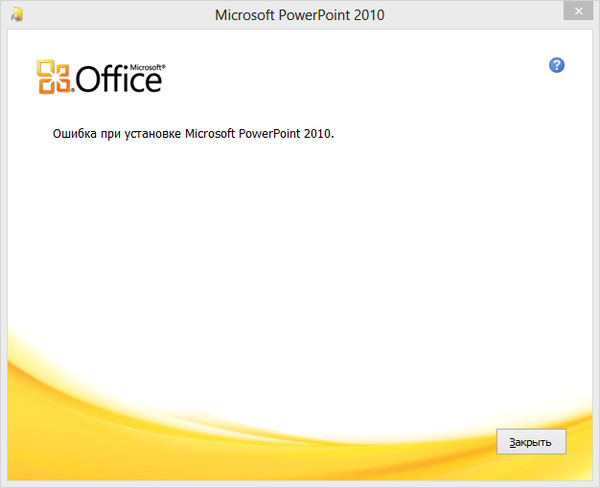 Microsoft PowerPoint 2010
Microsoft®
Office
?
Ошибка при установке Microsoft PowerPoint 2010.
Закрыть